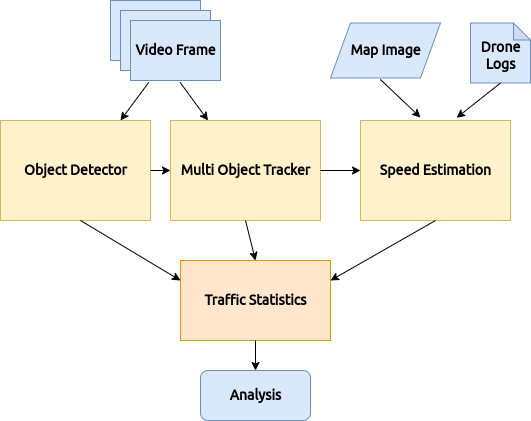 Video Frame
Map Image
Drone
Logs
Object Detector
Multi Object Tracker
Speed Estimation
Traffic Statistics
Analysis